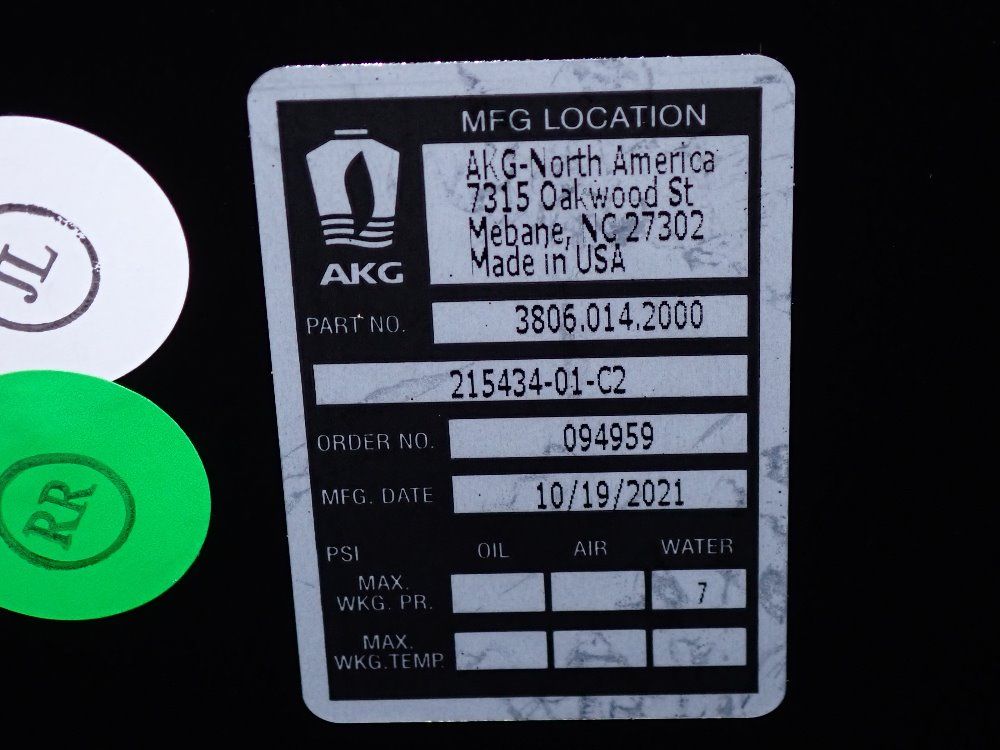 MFG LOCATION
AKG-North America
7315 Oakwood St
Mebane, NC 27302
Made in USA
AKG
PART NO. 3806.014.2000
215434-01-C2
ORDER NO. 094959
MFG. DATE 10/19/2021
PSI OIL AIR WATER
MAX.
WKG. PR. 7
MAX.
WKG.TEMP.
JL
RR